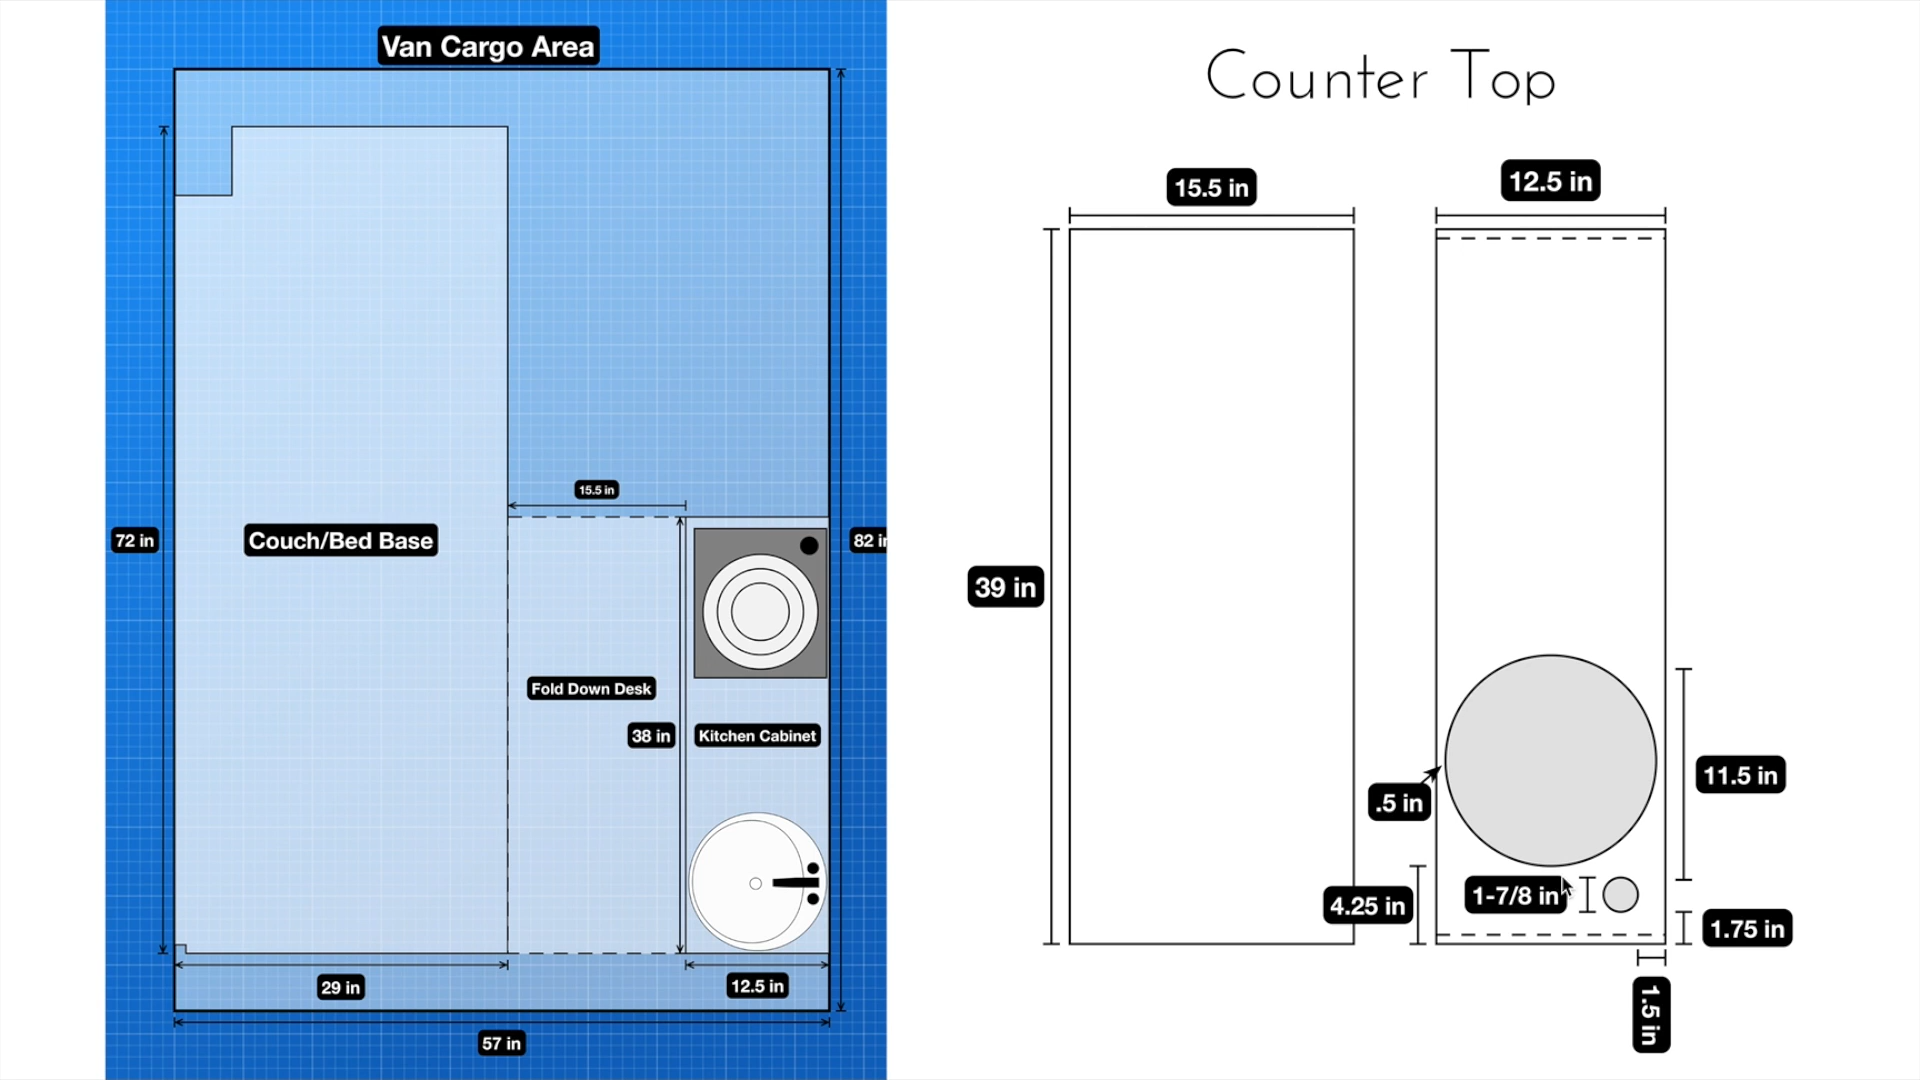 Van Cargo Area
72 in
Couch/Bed Base
15.5 in
82 in
Fold Down Desk
38 in
Kitchen Cabinet
29 in
12.5 in
57 in
Counter Top
15.5 in
12.5 in
39 in
.5 in
11.5 in
4.25 in
1-7/8 in
1.75 in
1.5 in